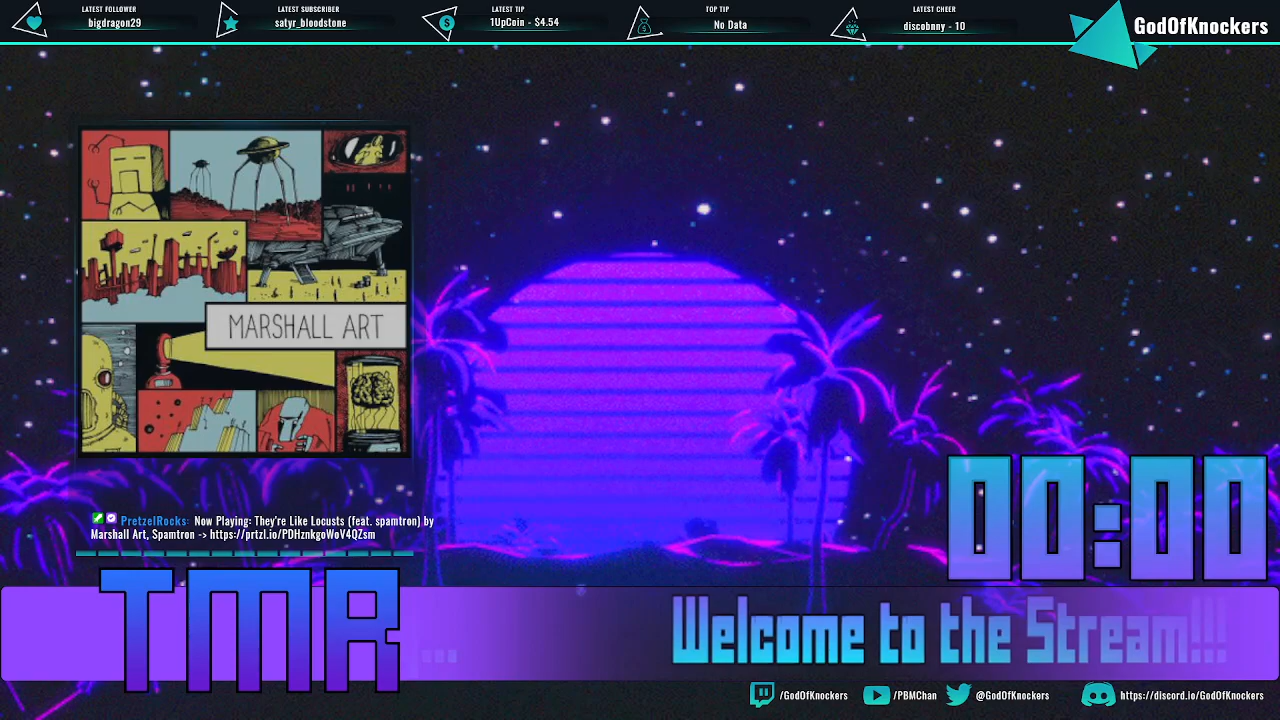 LATEST FOLLOWER
bigdragon29
LATEST SUBSCRIBER
satyr_bloodstone
LATEST TIP
1UpCoin - $4.54
TOP TIP
No Data
LATEST CHEER
discobnny - 10
GodOfKnockers
MARSHALL ART
PretzelRocks: Now Playing: They're Like Locusts (feat. spamtron) by
Marshall Art, Spamtron -> https://prtzl.io/PDHznkgoWoV4QZsm
00:00
TMR
...
Welcome to the Stream!!!
/GodOfKnockers
/PBMChan
@GodOfKnockers
https://discord.io/GodOfKnockers